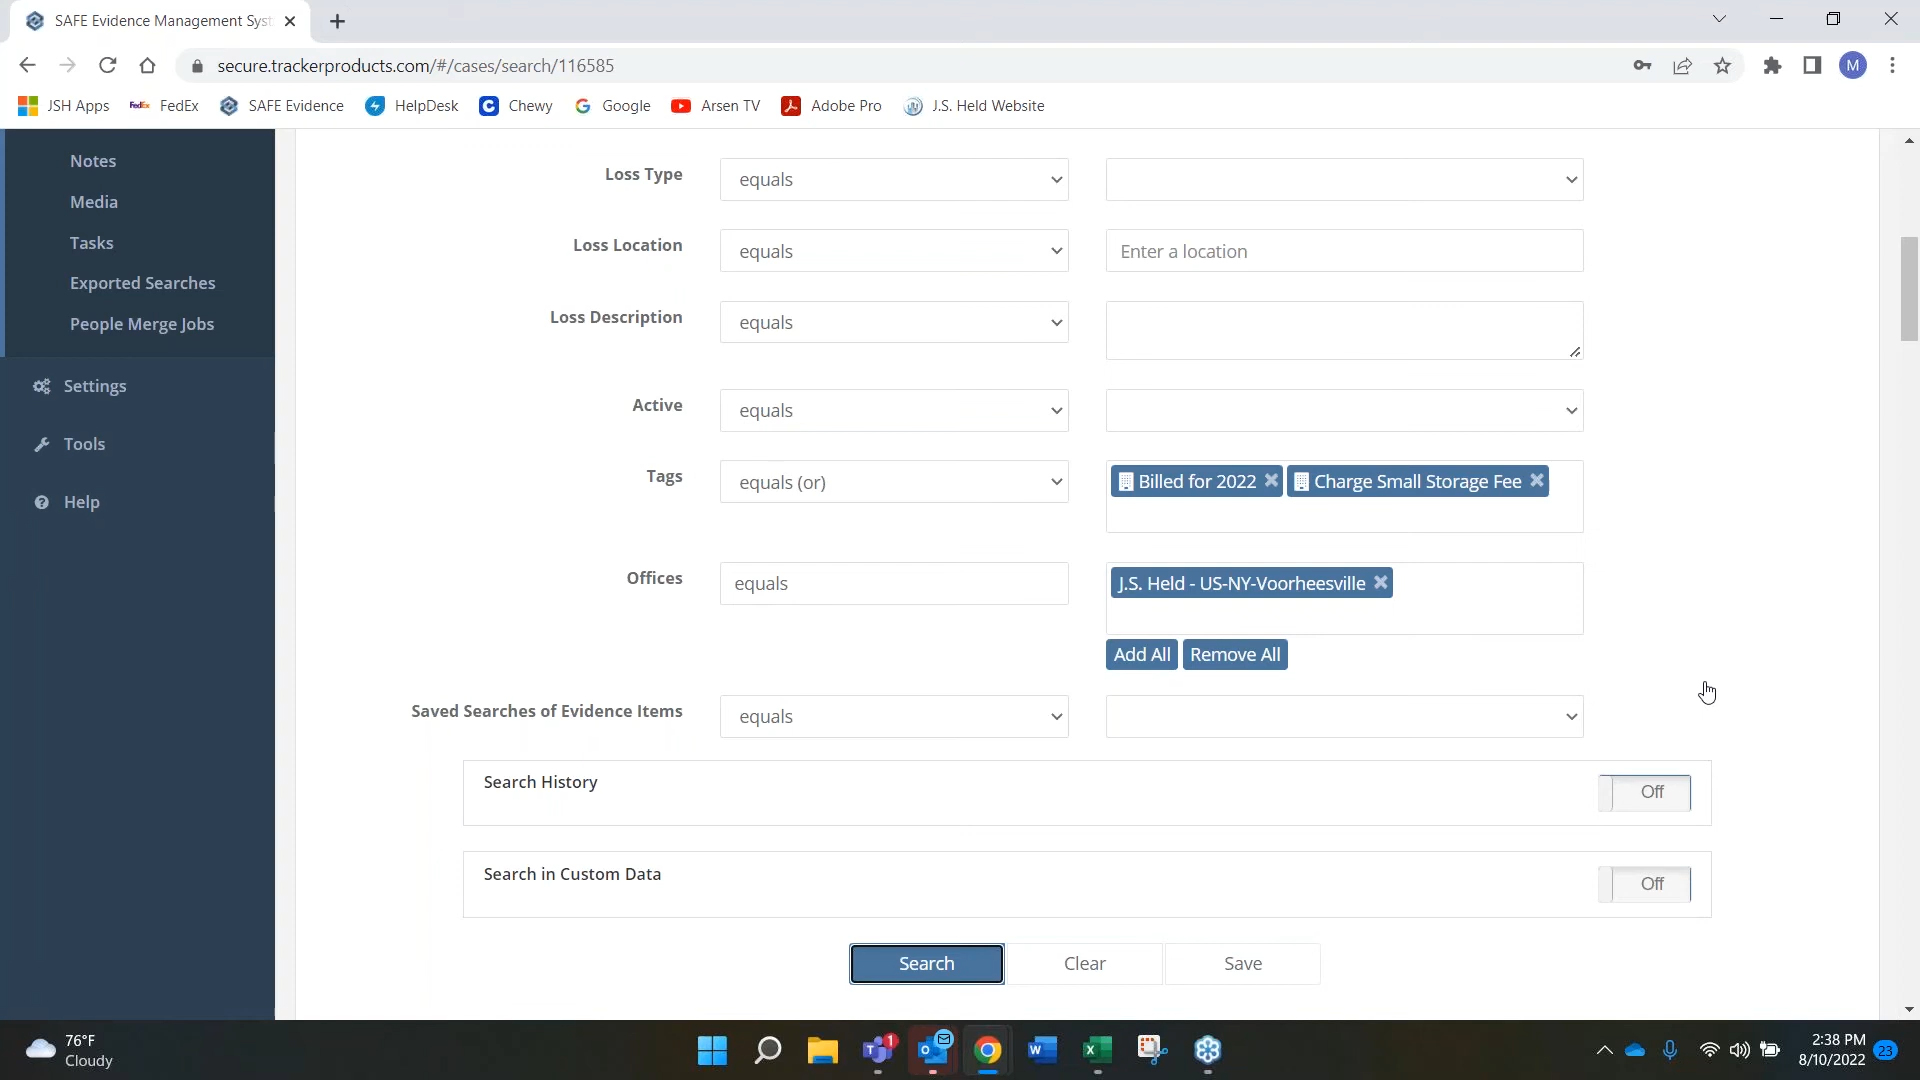 SAFE Evidence Management Syst
secure.trackerproducts.com/#/cases/search/116585
M
JSH Apps FedEx FedEx SAFE Evidence HelpDesk C Chewy G Google Arsen TV Adobe Pro J.S. Held Website
Notes
Media
Tasks
Exported Searches
People Merge Jobs
Settings
Tools
Help
Loss Type equals
Loss Location equals Enter a location
Loss Description equals
Active equals
Tags equals (or) Billed for 2022 Charge Small Storage Fee
Offices equals J.S. Held - US-NY-Voorheesville
Add All Remove All
Saved Searches of Evidence Items equals
Search History Off
Search in Custom Data Off
Search Clear Save
76°F
Cloudy
1
2:38 PM
8/10/2022 23